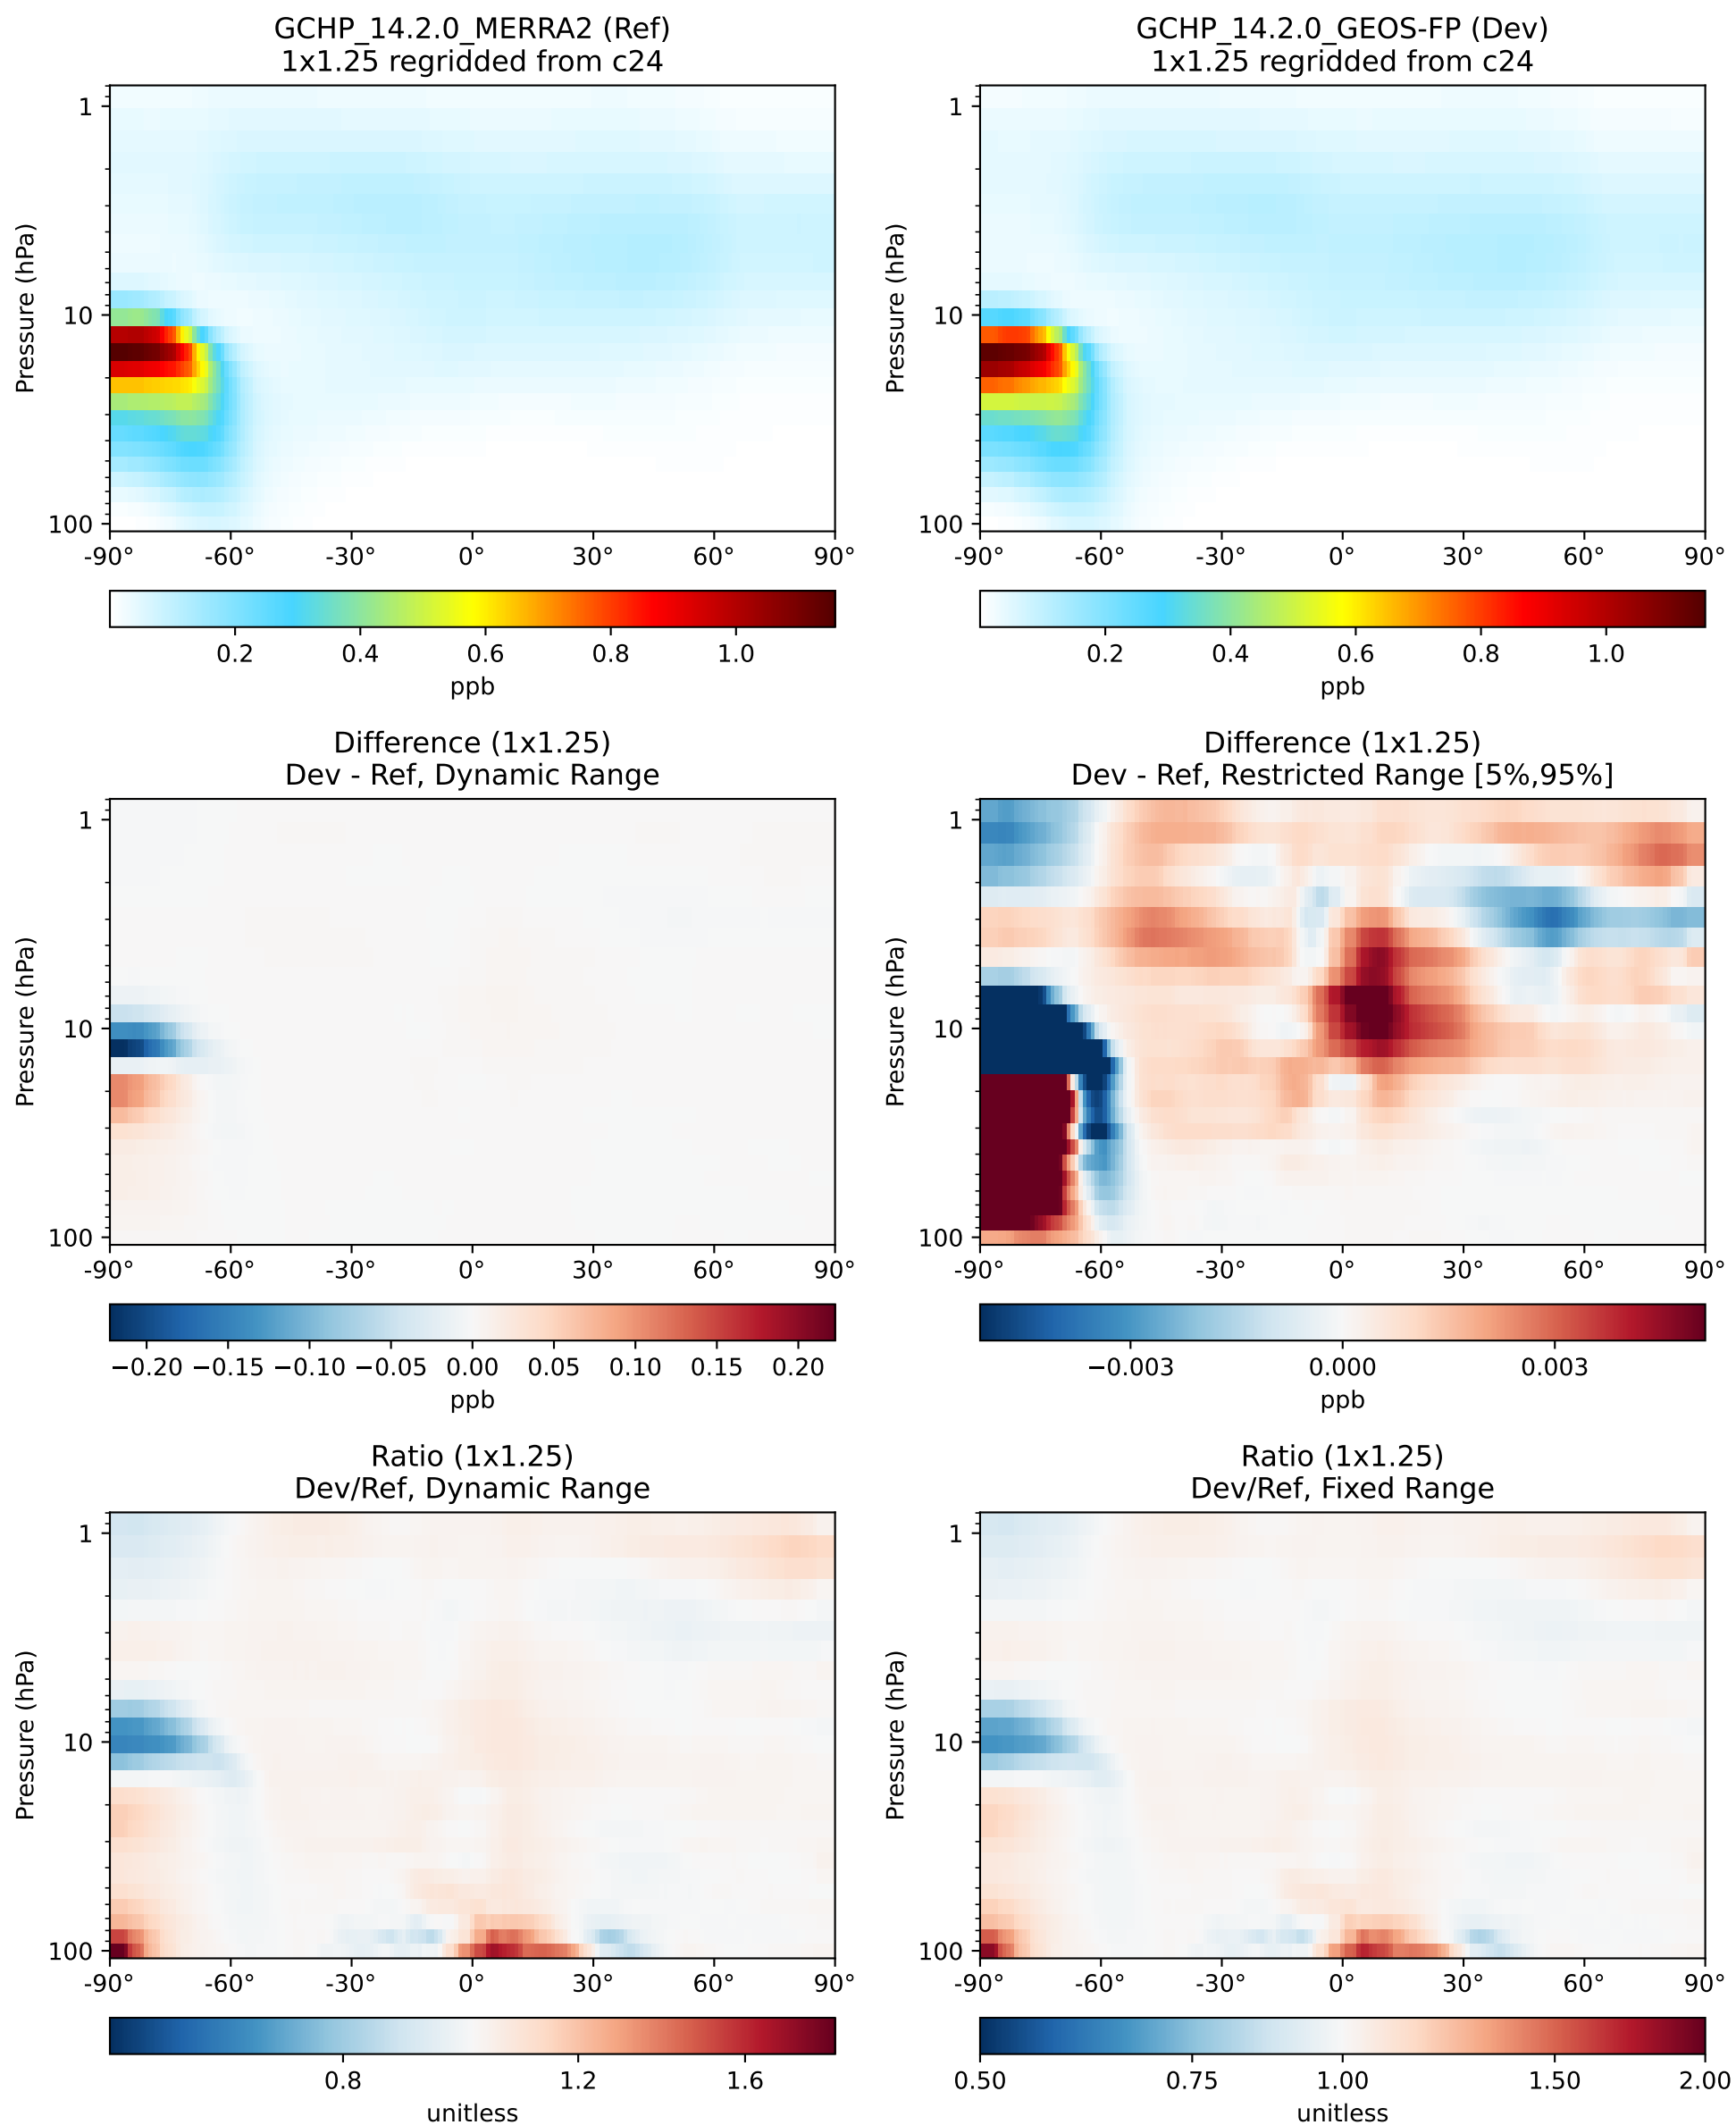 GCHP_14.2.0_MERRA2 (Ref)
1x1.25 regridded from c24
Pressure (hPa)
1
10
100
-90° -60° -30° 0° 30° 60° 90°
0.2 0.4 0.6 0.8 1.0
ppb
GCHP_14.2.0_GEOS-FP (Dev)
1x1.25 regridded from c24
Pressure (hPa)
1
10
100
-90° -60° -30° 0° 30° 60° 90°
0.2 0.4 0.6 0.8 1.0
ppb
Difference (1x1.25)
Dev - Ref, Dynamic Range
Pressure (hPa)
1
10
100
-90° -60° -30° 0° 30° 60° 90°
−0.20 −0.15 −0.10 −0.05 0.00 0.05 0.10 0.15 0.20
ppb
Difference (1x1.25)
Dev - Ref, Restricted Range [5%,95%]
Pressure (hPa)
1
10
100
-90° -60° -30° 0° 30° 60° 90°
−0.003 0.000 0.003
ppb
Ratio (1x1.25)
Dev/Ref, Dynamic Range
Pressure (hPa)
1
10
100
-90° -60° -30° 0° 30° 60° 90°
0.8 1.2 1.6
unitless
Ratio (1x1.25)
Dev/Ref, Fixed Range
Pressure (hPa)
1
10
100
-90° -60° -30° 0° 30° 60° 90°
0.50 0.75 1.00 1.50 2.00
unitless